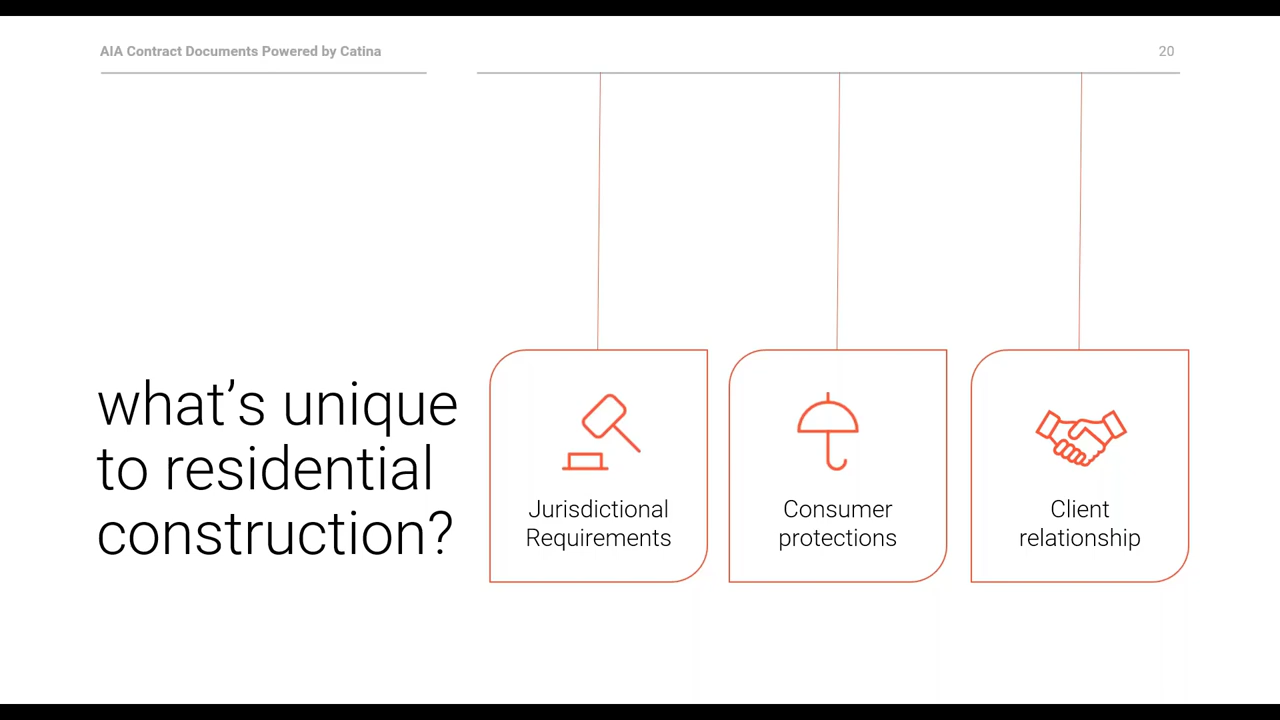 AIA Contract Documents Powered by Catina
20
what’s unique
to residential
construction?
Jurisdictional
Requirements
Consumer
protections
Client
relationship